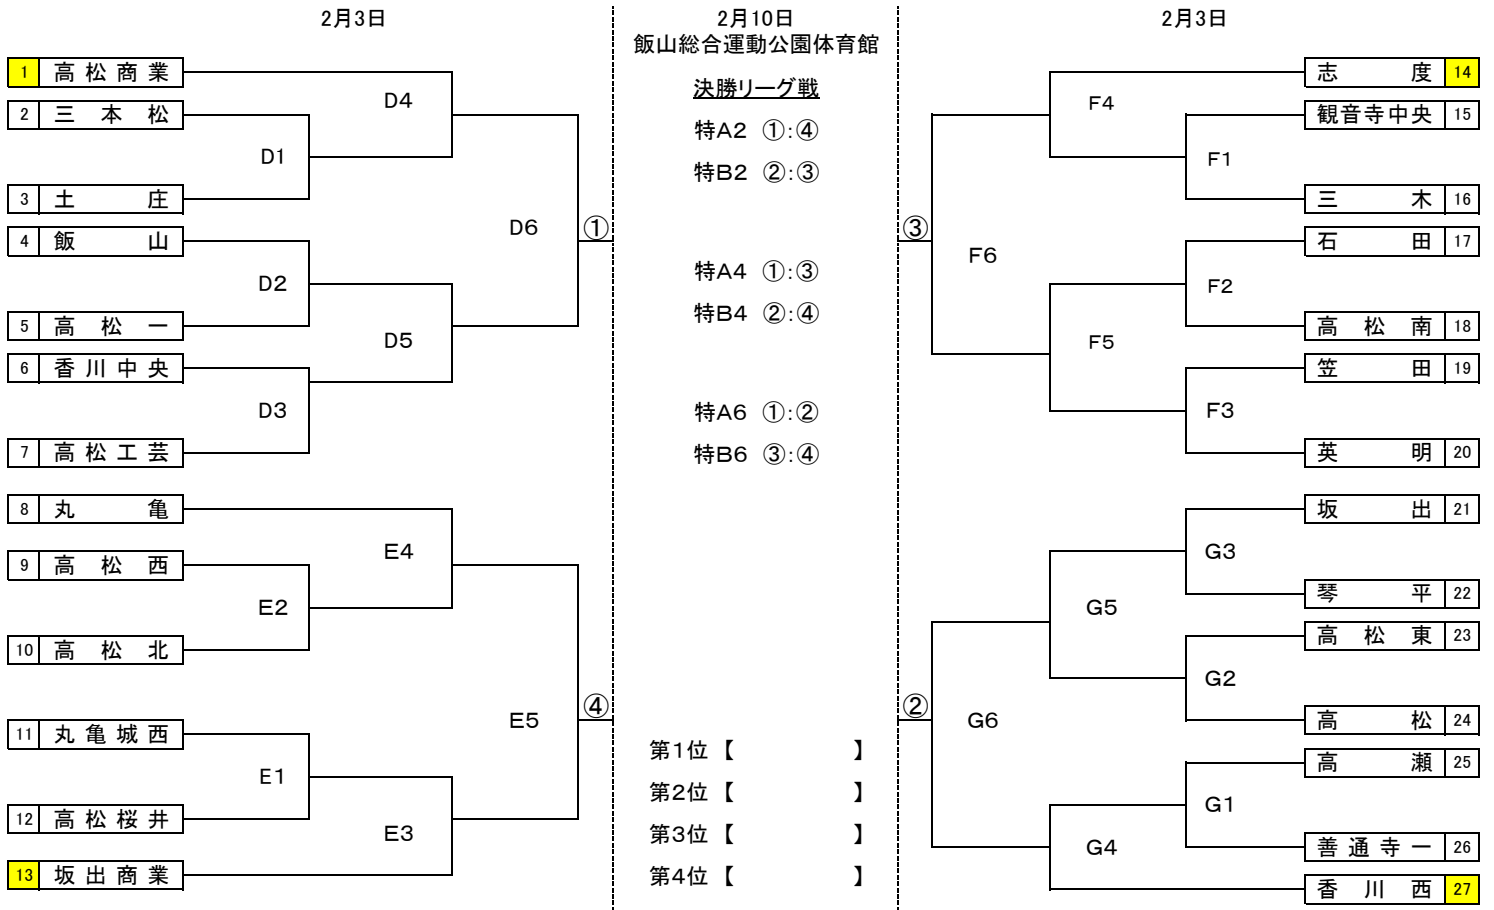 2月3日
2月10日
飯山総合運動公園体育館
2月3日
決勝リーグ戦
特A2 ①:④
特B2 ②:③
特A4 ①:③
特B4 ②:④
特A6 ①:②
特B6 ③:④
第1位【 】
第2位【 】
第3位【 】
第4位【 】
1 高松商業
2 三本松
3 土庄
4 飯山
5 高松一
6 香川中央
7 高松工芸
8 丸亀
9 高松西
10 高松北
11 丸亀城西
12 高松桜井
13 坂出商業
D4
D1
D6
D2
D5
D3
①
E4
E2
E5
E1
E3
④
志度 14
観音寺中央 15
三木 16
石田 17
高松南 18
笠田 19
英明 20
坂出 21
琴平 22
高松東 23
高松 24
高瀬 25
善通寺一 26
香川西 27
F4
F1
F6
F2
F5
F3
③
G3
G5
G2
G6
G1
G4
②